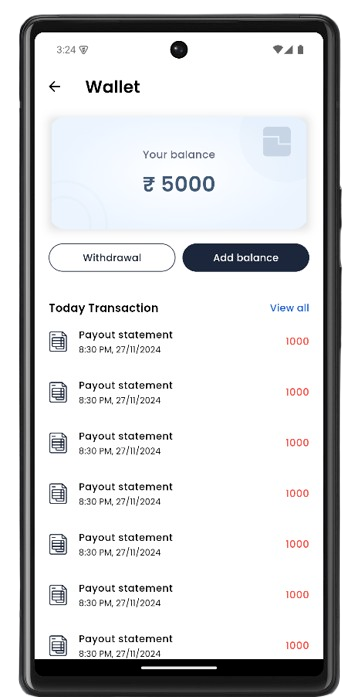 3:24
Wallet
Your balance
₹ 5000
Withdrawal
Add balance
Today Transaction
View all
Payout statement
1000
8:30 PM, 27/11/2024
Payout statement
1000
8:30 PM, 27/11/2024
Payout statement
1000
8:30 PM, 27/11/2024
Payout statement
1000
8:30 PM, 27/11/2024
Payout statement
1000
8:30 PM, 27/11/2024
Payout statement
1000
8:30 PM, 27/11/2024
Payout statement
1000
8:30 PM, 27/11/2024